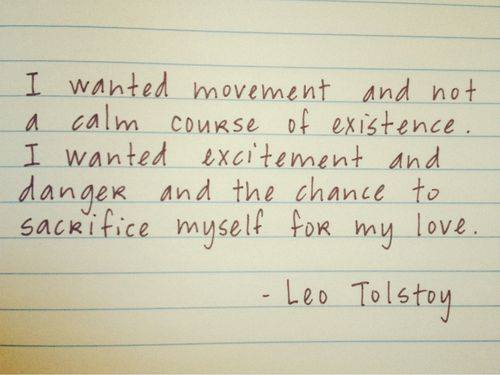 I wanted movement and not
a calm course of existence.
I wanted excitement and
danger and the chance to
sacrifice myself for my love.
- Leo Tolstoy